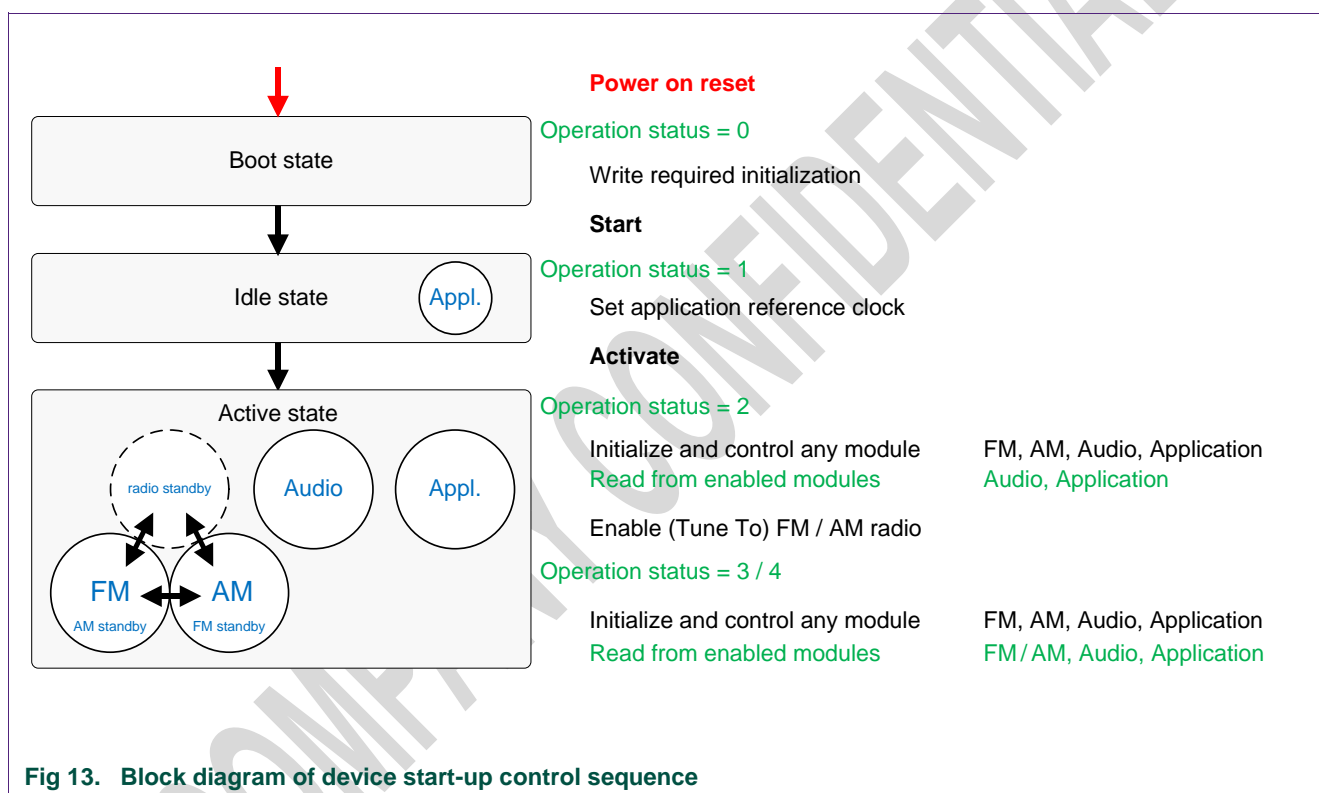 Power on reset
Operation status = 0
Boot state
Write required initialization
Start
Operation status = 1
Idle state
Appl.
Set application reference clock
Activate
Operation status = 2
Active state
Initialize and control any module FM, AM, Audio, Application
Read from enabled modules Audio, Application
radio standby
Audio
Appl.
Enable (Tune To) FM / AM radio
Operation status = 3 / 4
FM
AM
AM standby
FM standby
Initialize and control any module FM, AM, Audio, Application
Read from enabled modules FM/AM, Audio, Application
COMPANY CONFIDENTIAL
Fig 13. Block diagram of device start-up control sequence